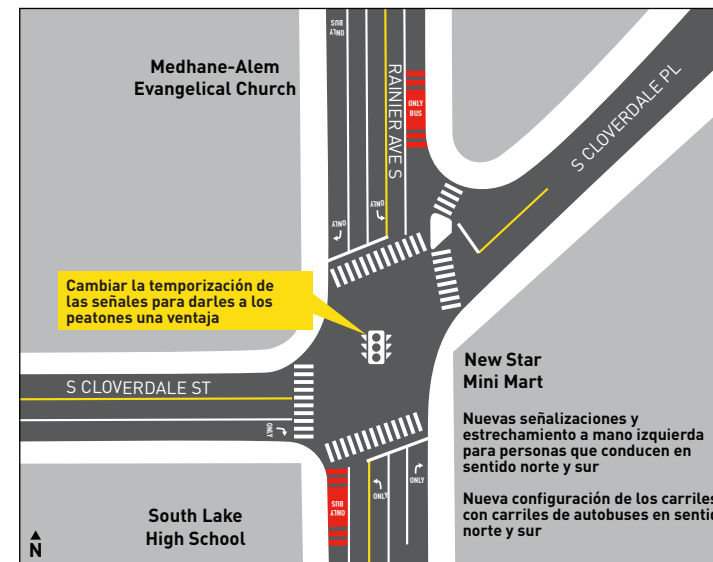 BUS
ONLY
Medhane-Alem
Evangelical Church
RAINIER AVE S
ONLY
BUS
S CLOVERDALE PL
ONLY
ONLY
Cambiar la temporización de
las señales para darles a los
peatones una ventaja
S CLOVERDALE ST
ONLY
New Star
Mini Mart
Nuevas señalizaciones y
estrechamiento a mano izquierda
para personas que conducen en
sentido norte y sur
Nueva configuración de los carriles
con carriles de autobuses en
norte y sur
ONLY
ONLY
BUS
ONLY
South Lake
High School
N